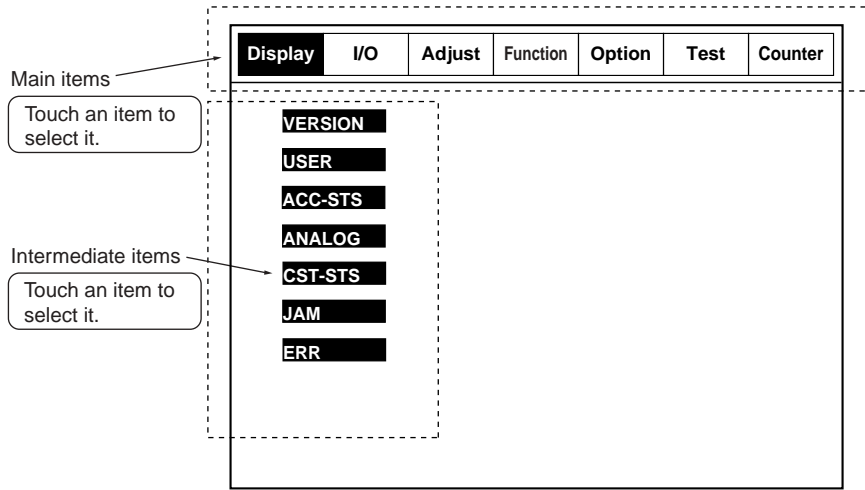 Display I/O Adjust Function Option Test Counter
Main items
Touch an item to
select it.
VERSION
USER
ACC-STS
ANALOG
Intermediate items
CST-STS
Touch an item to
select it.
JAM
ERR